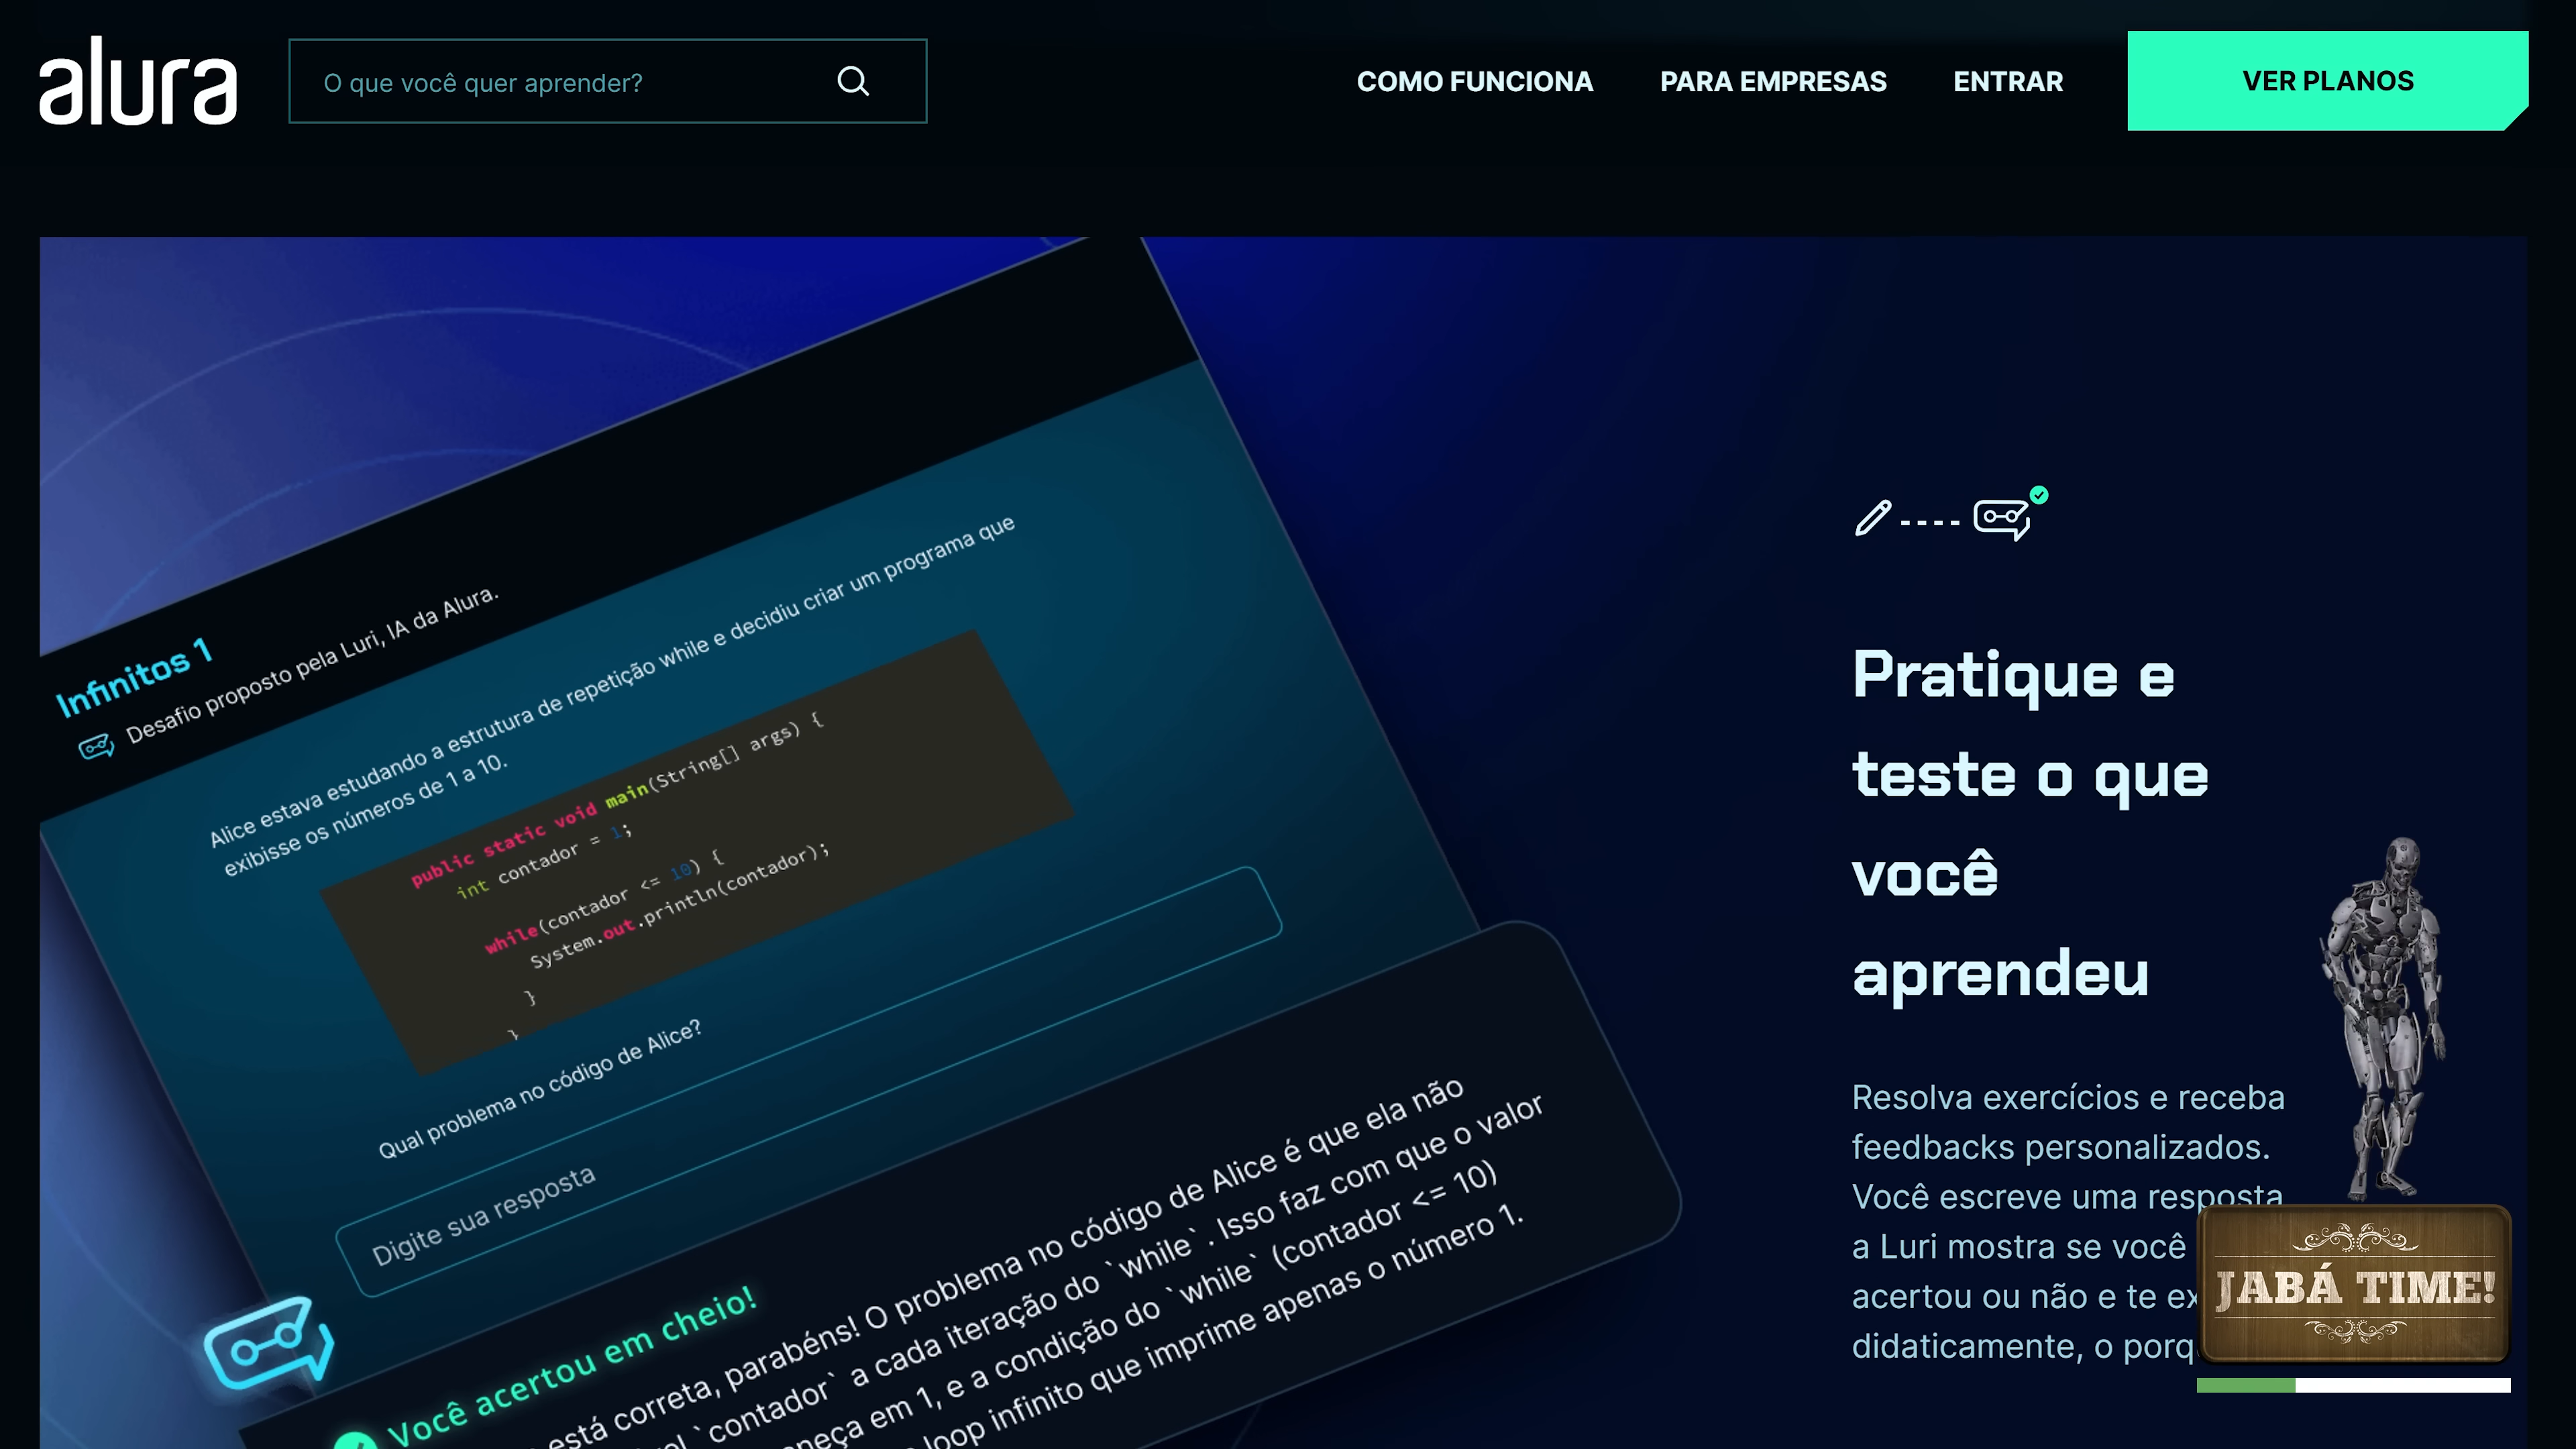 alura
O que você quer aprender?
COMO FUNCIONA
PARA EMPRESAS
ENTRAR
VER PLANOS
Infinitos 1
Desafio proposto pela Luri, IA da Alura.
Alice estava estudando a estrutura de repetição while e decidiu criar um programa que
exibisse os números de 1 a 10.
public static void main(String[] args) {
int contador = 1;
while(contador <= 10) {
System.out.println(contador);
}
}
Qual problema no código de Alice?
Digite sua resposta
Você acertou em cheio!
está correta, parabéns! O problema no código de Alice é que ela não
`contador` a cada iteração do `while`. Isso faz com que o valor
em 1, e a condição do `while` (contador <= 10)
loop infinito que imprime apenas o número 1.
Pratique e
teste o que
você
aprendeu
Resolva exercícios e receba
feedbacks personalizados.
Você escreve uma resposta
a Luri mostra se você
acertou ou não e te ex
didaticamente, o porq
JABÁ TIME!